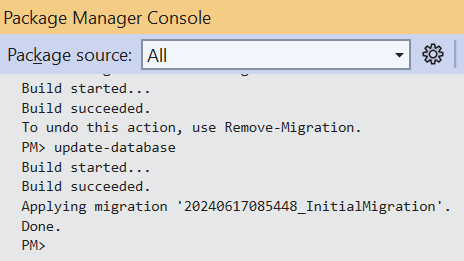 Package Manager Console
Package source: All
Build started...
Build succeeded.
To undo this action, use Remove-Migration.
PM> update-database
Build started...
Build succeeded.
Applying migration '20240617085448_InitialMigration'.
Done.
PM>